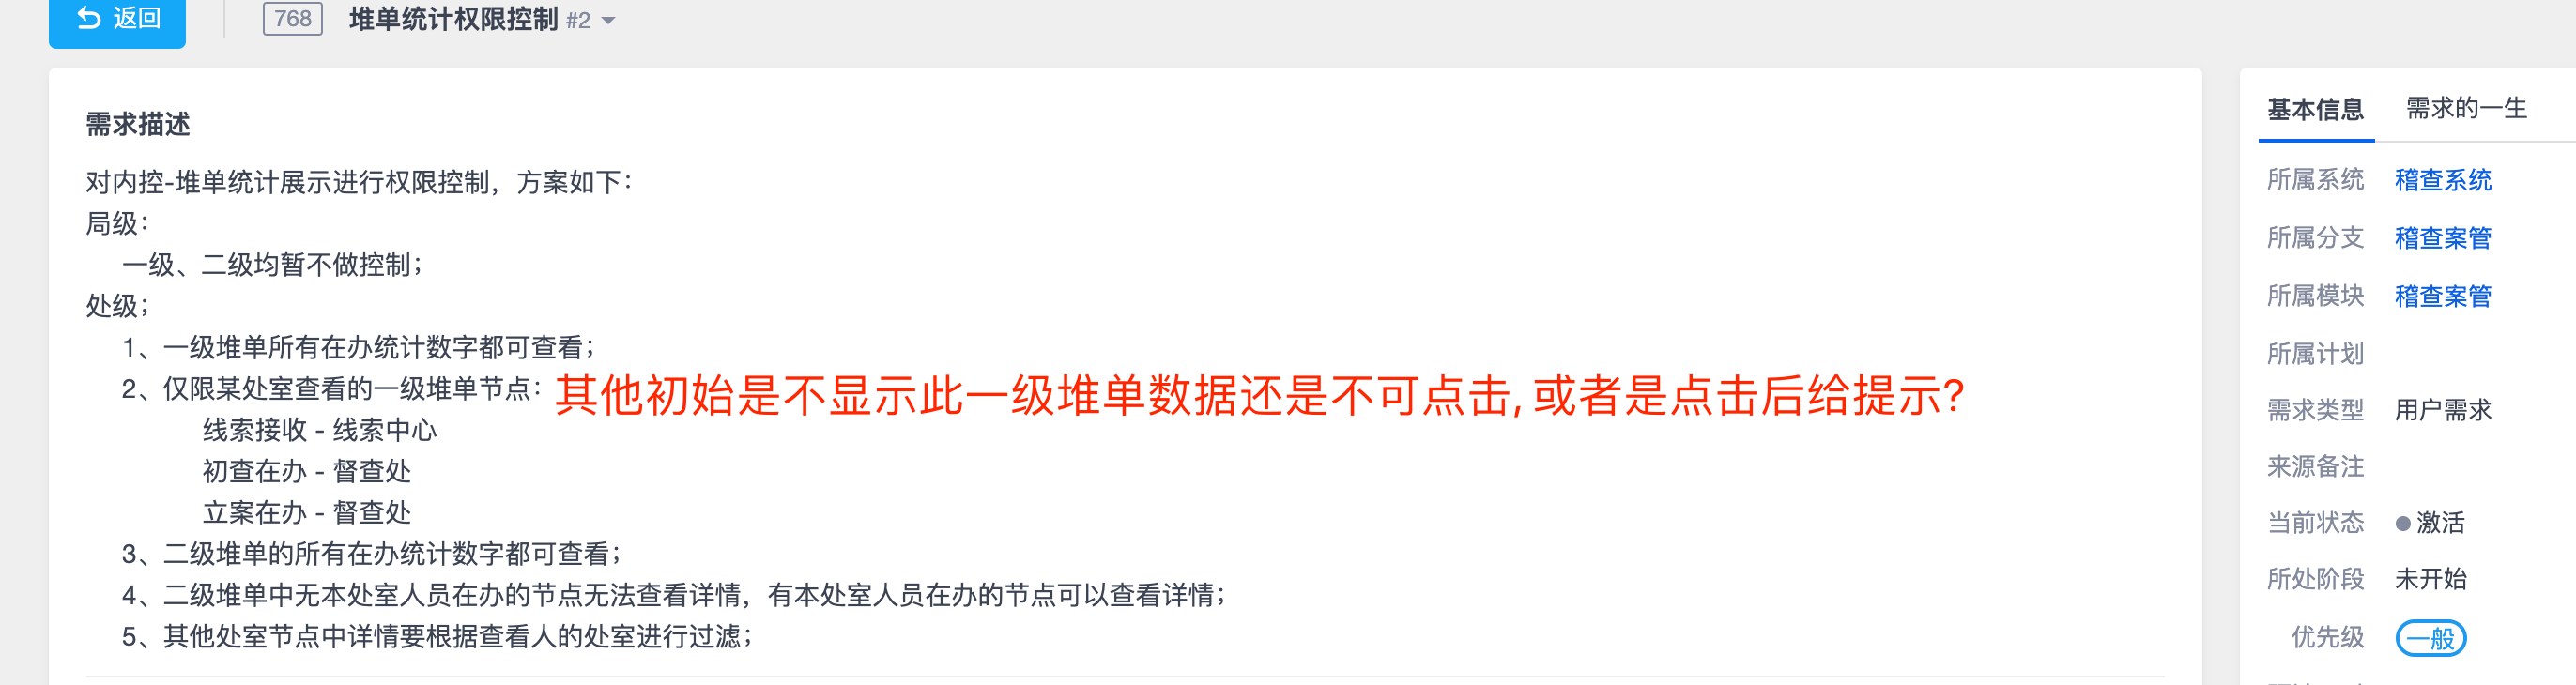 返回
768 堆单统计权限控制 #2
需求描述
对内控-堆单统计展示进行权限控制，方案如下：
局级：
一级、二级均暂不做控制；
处级；
1、一级堆单所有在办统计数字都可查看；
2、仅限某处室查看的一级堆单节点：
其他初始是不显示此一级堆单数据还是不可点击,或者是点击后给提示?
线索接收 - 线索中心
初查在办 - 督查处
立案在办 - 督查处
3、二级堆单的所有在办统计数字都可查看；
4、二级堆单中无本处室人员在办的节点无法查看详情，有本处室人员在办的节点可以查看详情；
5、其他处室节点中详情要根据查看人的处室进行过滤；
基本信息 需求的一生
所属系统 稽查系统
所属分支 稽查案管
所属模块 稽查案管
所属计划
需求类型 用户需求
来源备注
当前状态 激活
所处阶段 未开始
优先级 一般